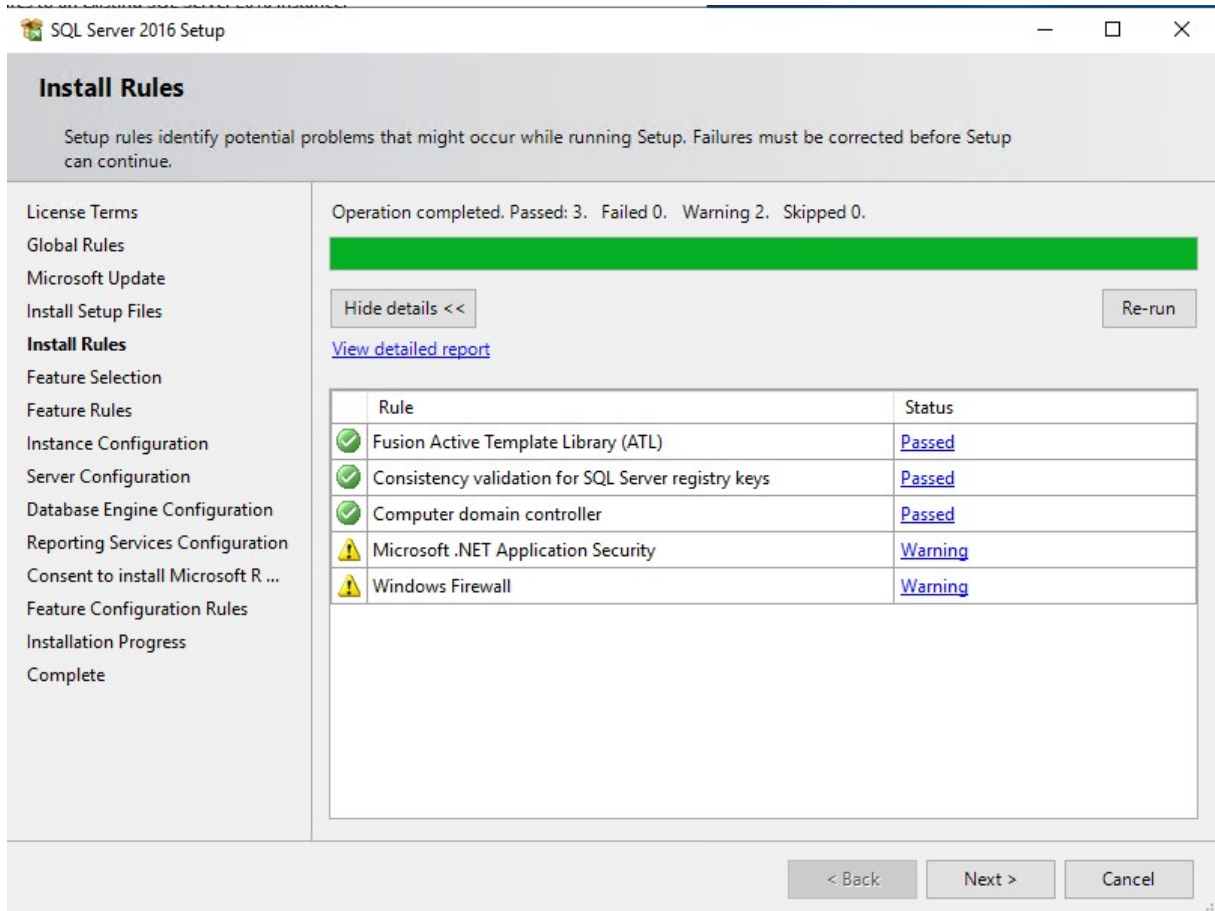 SQL Server 2016 Setup
Install Rules
Setup rules identify potential problems that might occur while running Setup. Failures must be corrected before Setup
can continue.
License Terms
Global Rules
Microsoft Update
Install Setup Files
Install Rules
Feature Selection
Feature Rules
Instance Configuration
Server Configuration
Database Engine Configuration
Reporting Services Configuration
Consent to install Microsoft R ...
Feature Configuration Rules
Installation Progress
Complete
Operation completed. Passed: 3. Failed 0. Warning 2. Skipped 0.
Hide details <<
Re-run
View detailed report
Rule Status
Fusion Active Template Library (ATL) Passed
Consistency validation for SQL Server registry keys Passed
Computer domain controller Passed
Microsoft .NET Application Security Warning
Windows Firewall Warning
< Back Next > Cancel